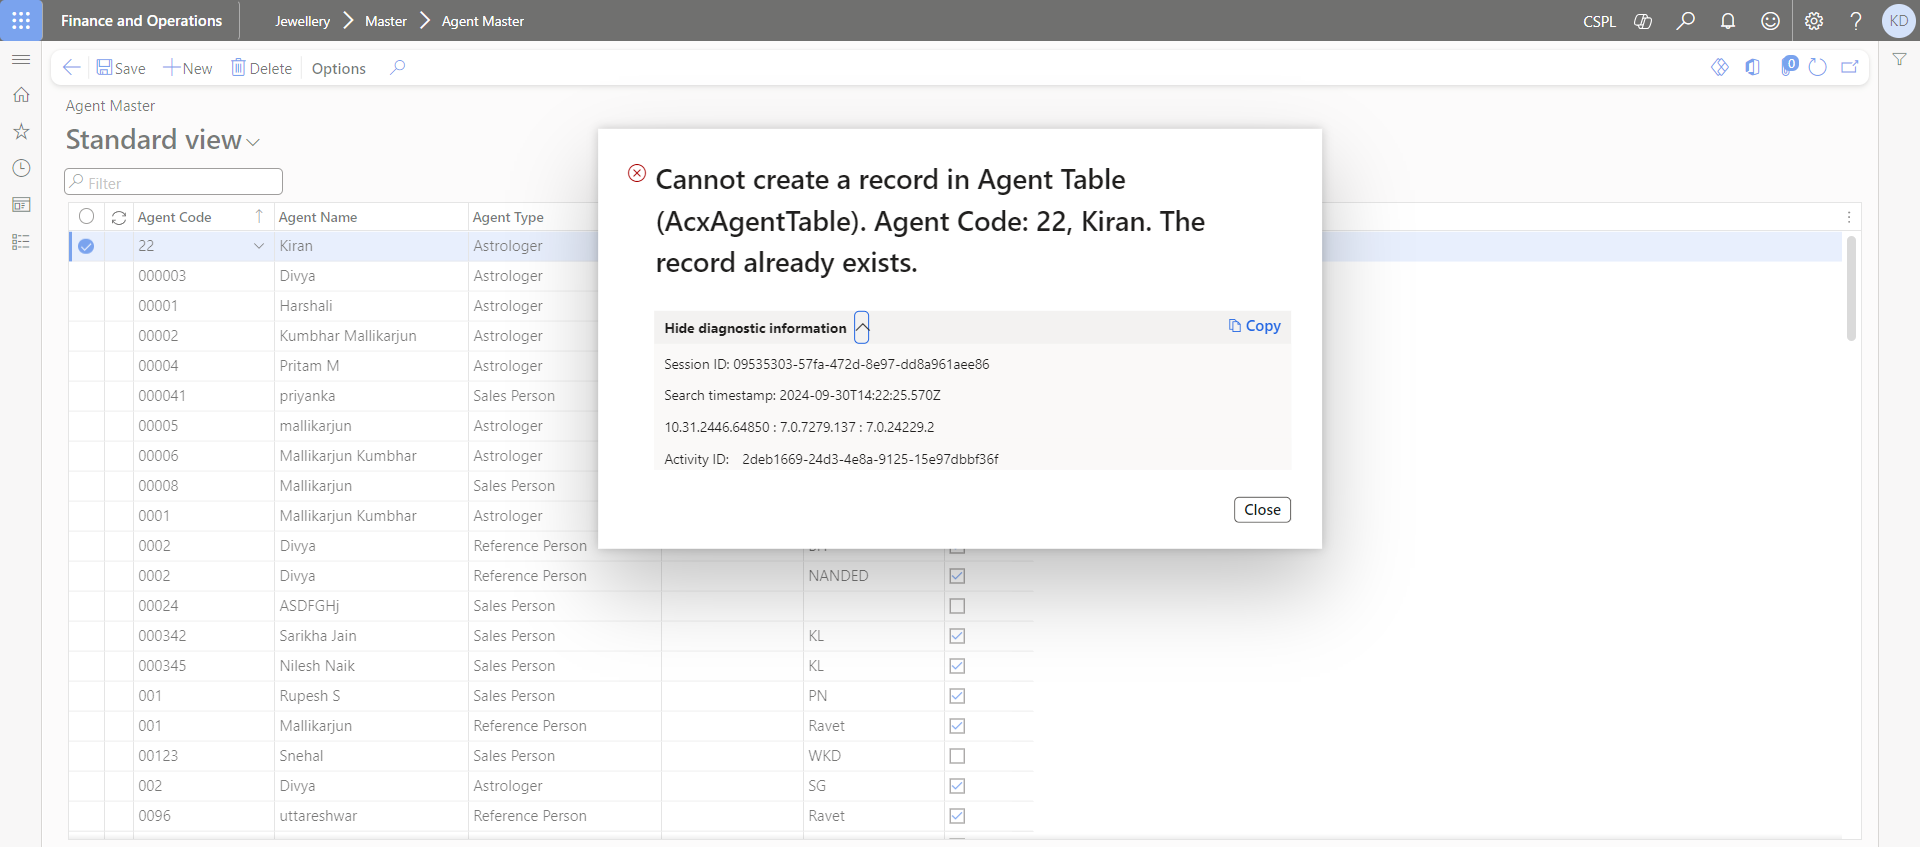 Finance and Operations
Jewellery Master Agent Master
CSPL
KD
Save New Delete Options
0
Agent Master
Standard view
Filter
Agent Code Agent Name Agent Type
22 Kiran Astrologer
000003 Divya Astrologer
00001 Harshali Astrologer
00002 Kumbhar Mallikarjun Astrologer
00004 Pritam M Astrologer
000041 priyanka Sales Person
00005 mallikarjun Astrologer
00006 Mallikarjun Kumbhar Astrologer
00008 Mallikarjun Sales Person
0001 Mallikarjun Kumbhar Astrologer
0002 Divya Reference Person
0002 Divya Reference Person NANDED
00024 ASDFGHj Sales Person
000342 Sarikha Jain Sales Person KL
000345 Nilesh Naik Sales Person KL
001 Rupesh S Sales Person PN
001 Mallikarjun Reference Person Ravet
00123 Snehal Sales Person WKD
002 Divya Astrologer SG
0096 uttareshwar Reference Person Ravet
Cannot create a record in Agent Table
(AcxAgentTable). Agent Code: 22, Kiran. The
record already exists.
Hide diagnostic information
Copy
Session ID: 09535303-57fa-472d-8e97-dd8a961aee86
Search timestamp: 2024-09-30T14:22:25.570Z
10.31.2446.64850 : 7.0.7279.137 : 7.0.24229.2
Activity ID: 2deb1669-24d3-4e8a-9125-15e97dbbf36f
Close